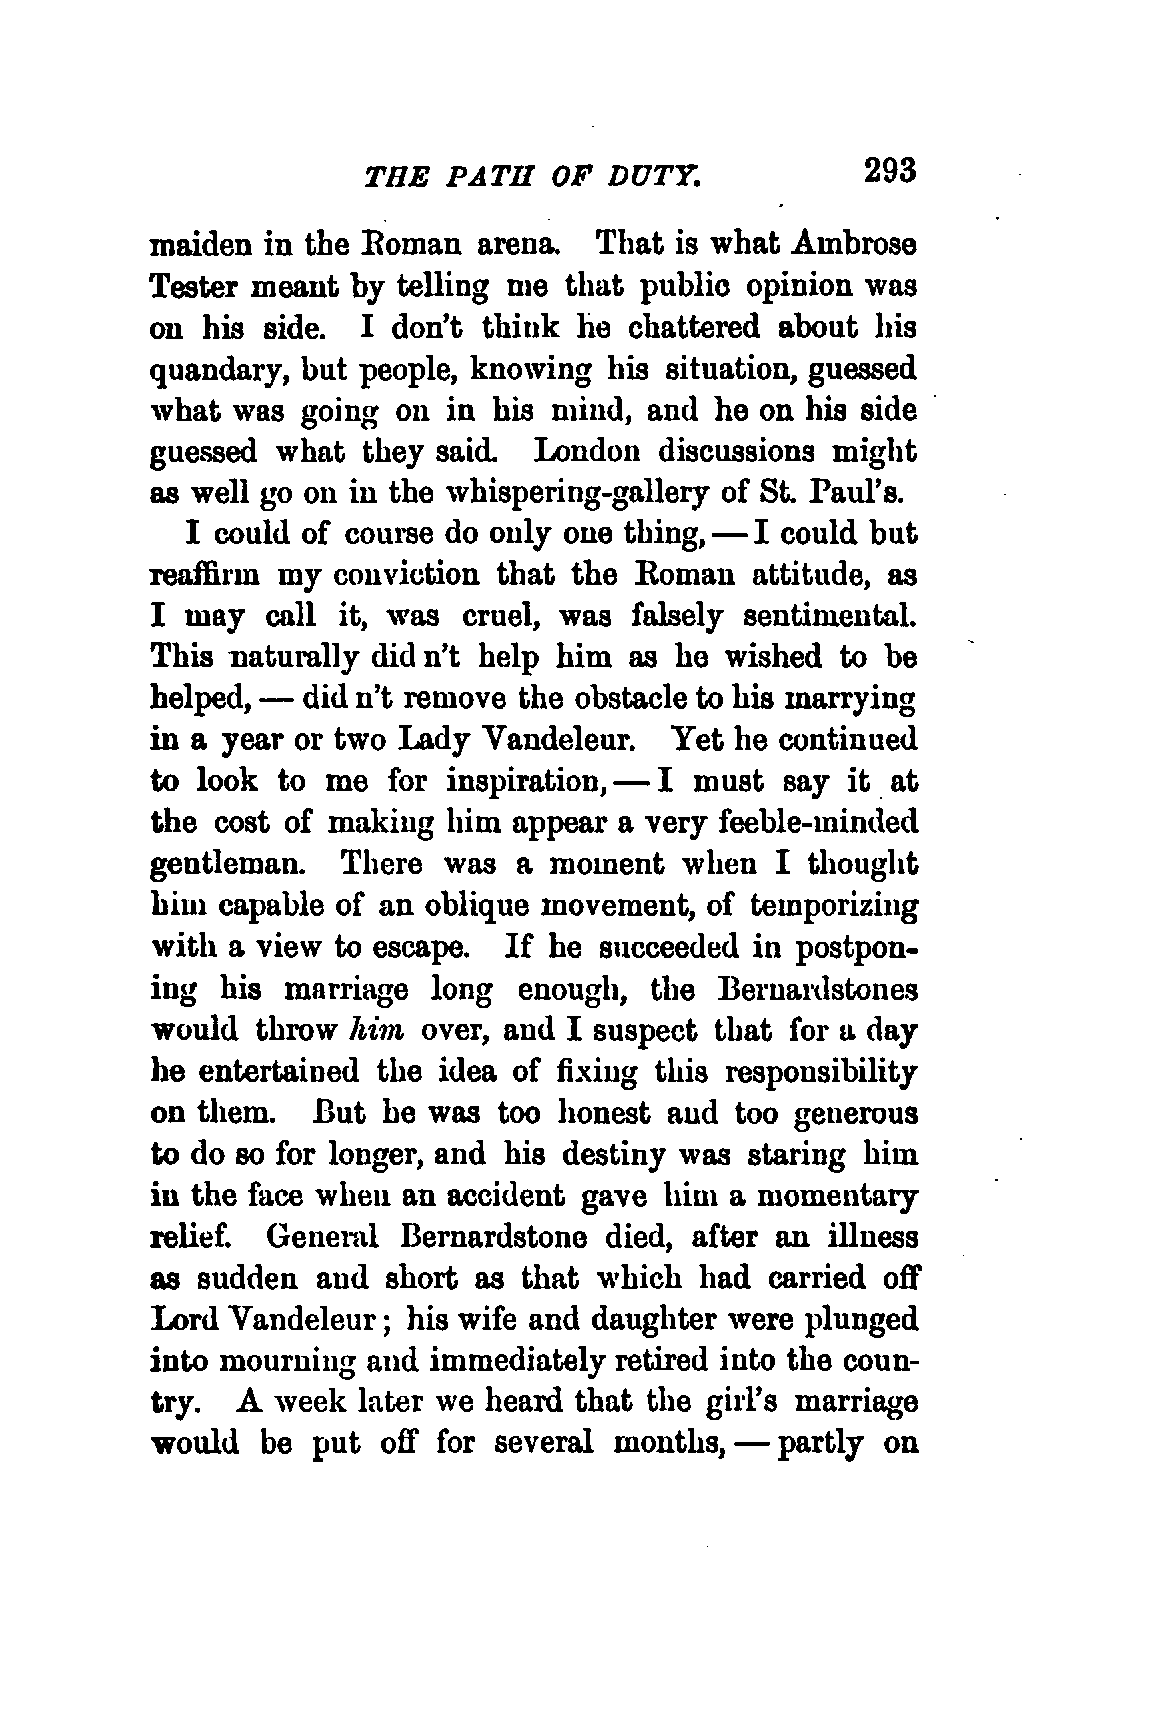 THE PATH OF DUTY. 293
maiden in the Roman arena. That is what Ambrose
Tester meant by telling me that public opinion was
on his side. I don't think he chattered about his
quandary, but people, knowing his situation, guessed
what was going on in his mind, and he on his side
guessed what they said. London discussions might
as well go on in the whispering-gallery of St. Paul's.
I could of course do only one thing, — I could but
reaffirm my conviction that the Roman attitude, as
I may call it, was cruel, was falsely sentimental.
This naturally did n't help him as he wished to be
helped, — did n't remove the obstacle to his marrying
in a year or two Lady Vandeleur. Yet he continued
to look to me for inspiration, — I must say it at
the cost of making him appear a very feeble-minded
gentleman. There was a moment when I thought
him capable of an oblique movement, of temporizing
with a view to escape. If he succeeded in postpon-
ing his marriage long enough, the Bernardstones
would throw him over, and I suspect that for a day
he entertained the idea of fixing this responsibility
on them. But he was too honest and too generous
to do so for longer, and his destiny was staring him
in the face when an accident gave him a momentary
relief. General Bernardstone died, after an illness
as sudden and short as that which had carried off
Lord Vandeleur; his wife and daughter were plunged
into mourning and immediately retired into the coun-
try. A week later we heard that the girl's marriage
would be put off for several months, — partly on